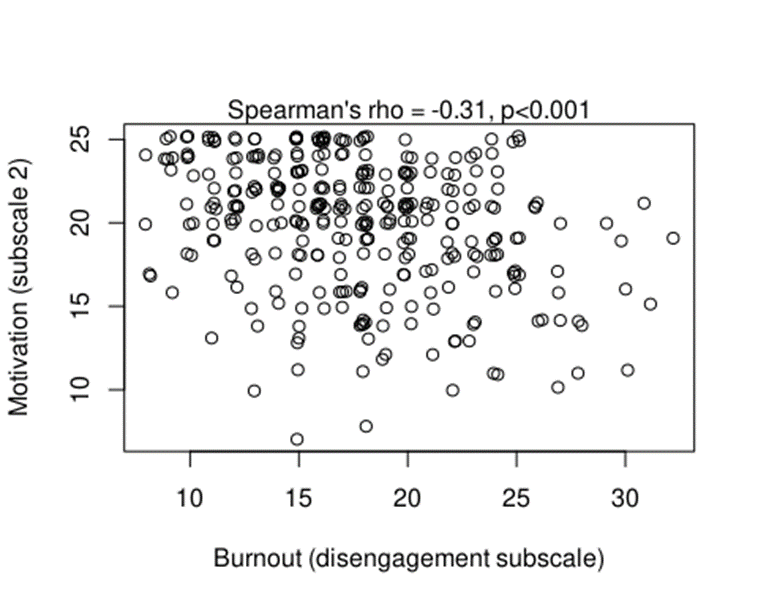 Spearman's rho = -0.31, p<0.001
Motivation (subscale 2)
25
20
15
10
10 15 20 25 30
Burnout (disengagement subscale)